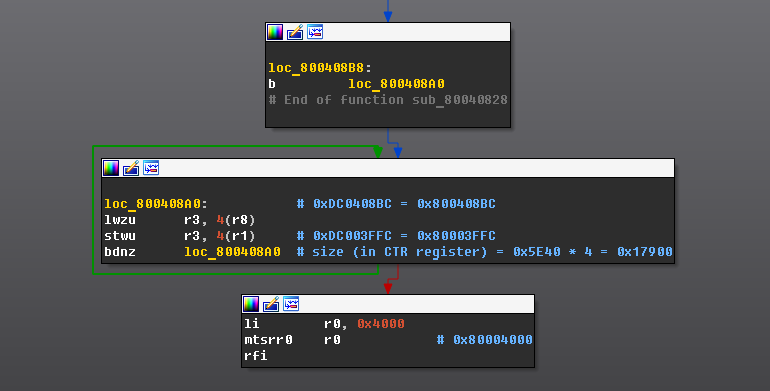 loc_800408B8:
b loc_800408A0
# End of function sub_80040828
loc_800408A0: # 0xDC0408BC = 0x800408BC
lwzu r3, 4(r8)
stwu r3, 4(r1) # 0xDC003FFC = 0x80003FFC
bdnz loc_800408A0 # size (in CTR register) = 0x5E40 * 4 = 0x17900
li r0, 0x4000
mtsrr0 r0 # 0x80004000
rfi